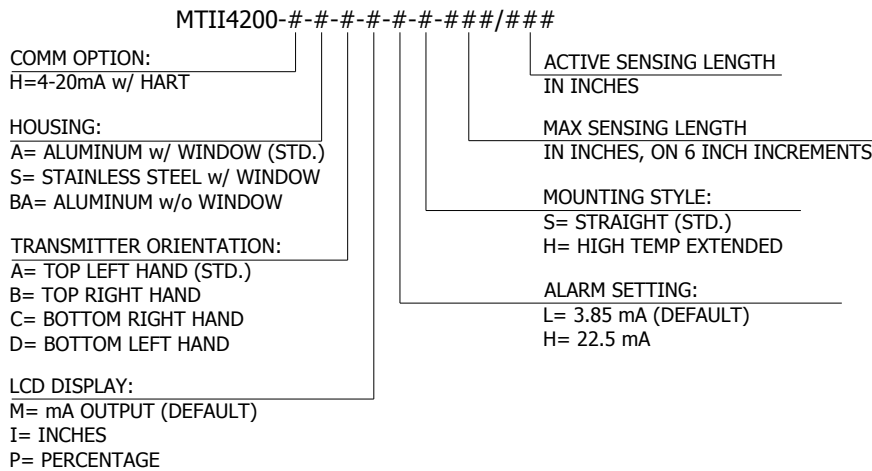 MTII4200-#-#-#-#-#-#-###/###
COMM OPTION:
H=4-20mA w/ HART
HOUSING:
A= ALUMINUM w/ WINDOW (STD.)
S= STAINLESS STEEL w/ WINDOW
BA= ALUMINUM w/o WINDOW
TRANSMITTER ORIENTATION:
A= TOP LEFT HAND (STD.)
B= TOP RIGHT HAND
C= BOTTOM RIGHT HAND
D= BOTTOM LEFT HAND
LCD DISPLAY:
M= mA OUTPUT (DEFAULT)
I= INCHES
P= PERCENTAGE
ACTIVE SENSING LENGTH
IN INCHES
MAX SENSING LENGTH
IN INCHES, ON 6 INCH INCREMENTS
MOUNTING STYLE:
S= STRAIGHT (STD.)
H= HIGH TEMP EXTENDED
ALARM SETTING:
L= 3.85 mA (DEFAULT)
H= 22.5 mA